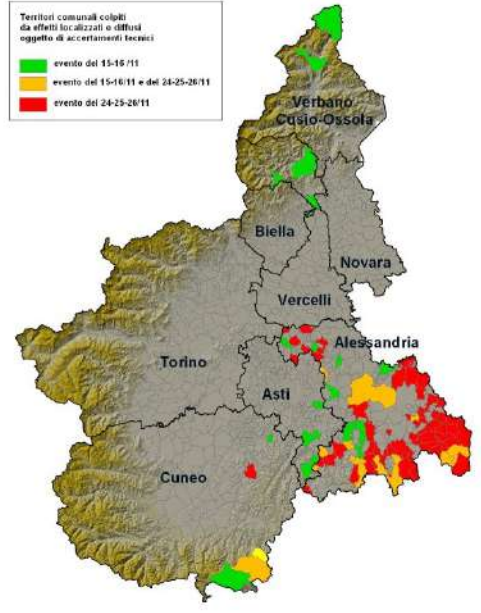 Territori comunali colpiti
da effetti localizzati o diffusi
oggetto di accertamenti tecnici
evento del 15-16 /11
evento del 15-16/11 e del 24-25-26/11
evento del 24-25-26/11
Verbano
Cusio-Ossola
Biella
Novara
Vercelli
Alessandria
Torino
Asti
Cuneo